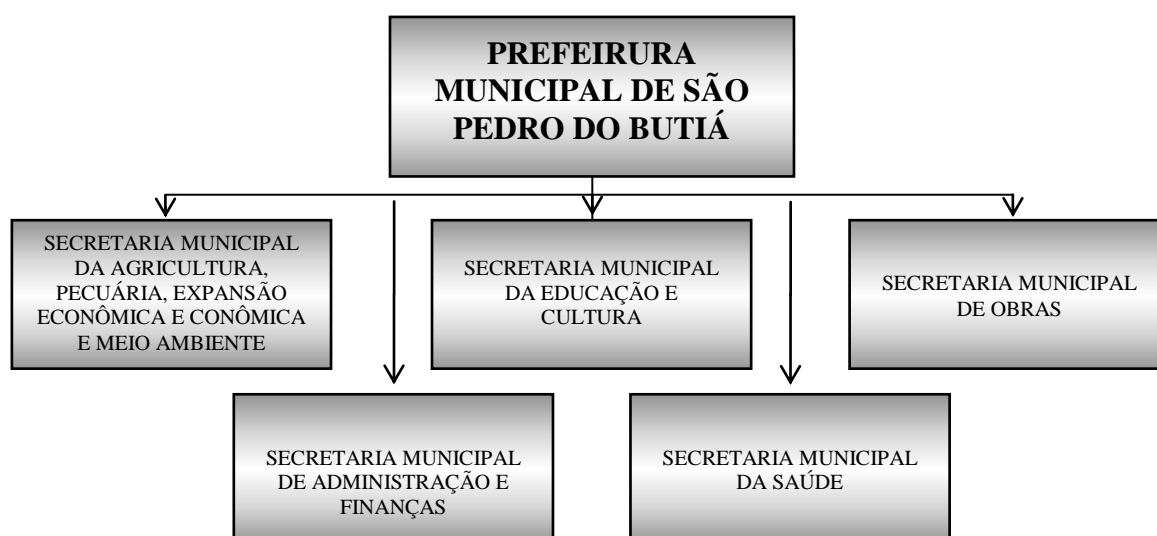 PREFEIRURA
MUNICIPAL DE SÃO
PEDRO DO BUTIÁ
SECRETARIA MUNICIPAL
DA AGRICULTURA,
PECUÁRIA, EXPANSÃO
ECONÔMICA E CONÔMICA
E MEIO AMBIENTE
SECRETARIA MUNICIPAL
DA EDUCAÇÃO E
CULTURA
SECRETARIA MUNICIPAL
DE OBRAS
SECRETARIA MUNICIPAL
DE ADMINISTRAÇÃO E
FINANÇAS
SECRETARIA MUNICIPAL
DA SAÚDE